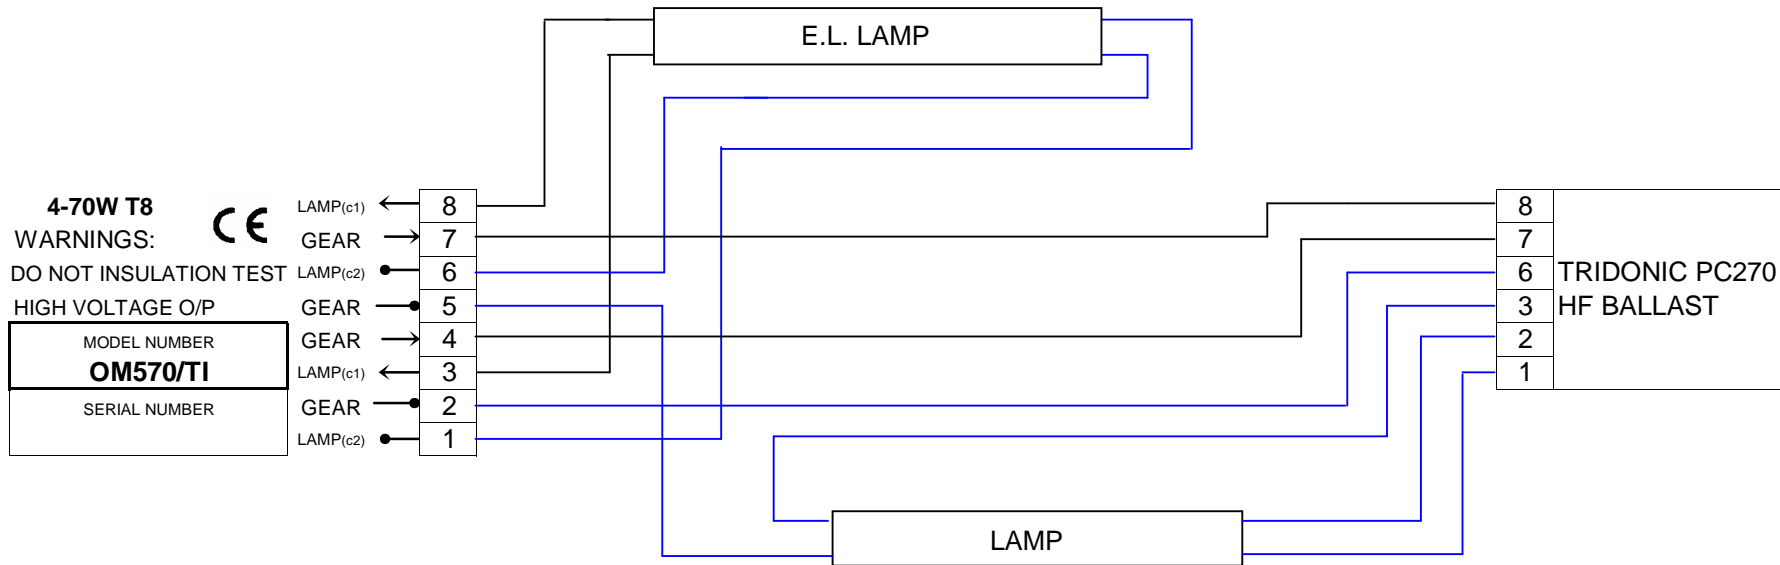 E.L. LAMP
4-70W T8
CE
WARNINGS:
DO NOT INSULATION TEST
HIGH VOLTAGE O/P
MODEL NUMBER
OM570/TI
SERIAL NUMBER
LAMP(c1) 8
GEAR 7
LAMP(c2) 6
GEAR 5
GEAR 4
LAMP(c1) 3
GEAR 2
LAMP(c2) 1
8
7
6
3
2
1
TRIDONIC PC270
HF BALLAST
LAMP